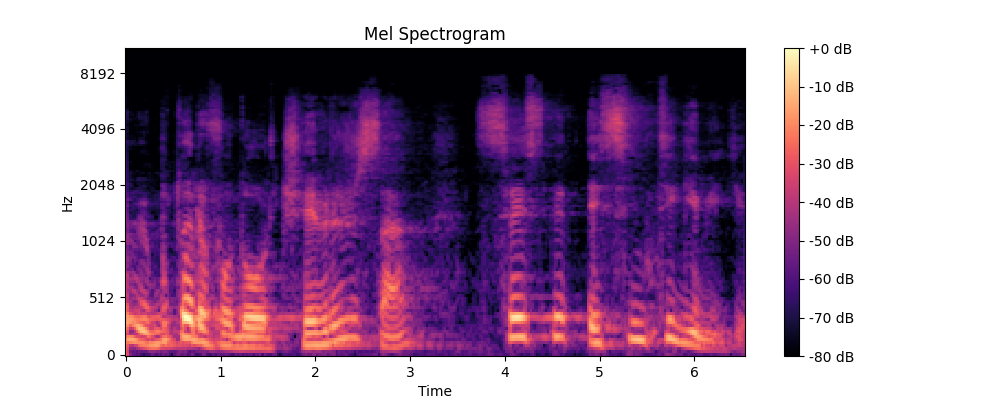 Mel Spectrogram
8192
4096
2048
1024
512
0
Hz
0 1 2 3 4 5 6
Time
+0 dB
-10 dB
-20 dB
-30 dB
-40 dB
-50 dB
-60 dB
-70 dB
-80 dB